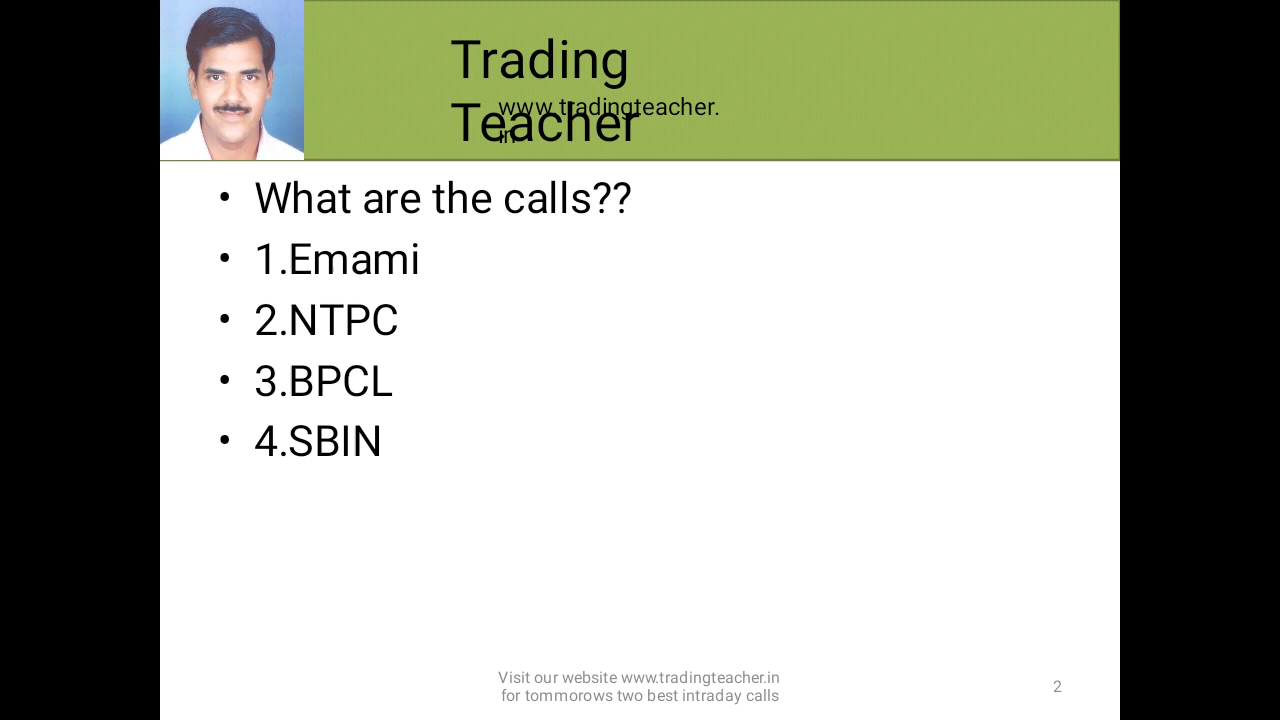 Trading
Teacher
www.tradingteacher.
in
• What are the calls??
• 1.Emami
• 2.NTPC
• 3.BPCL
• 4.SBIN
Visit our website www.tradingteacher.in
for tommorows two best intraday calls
2